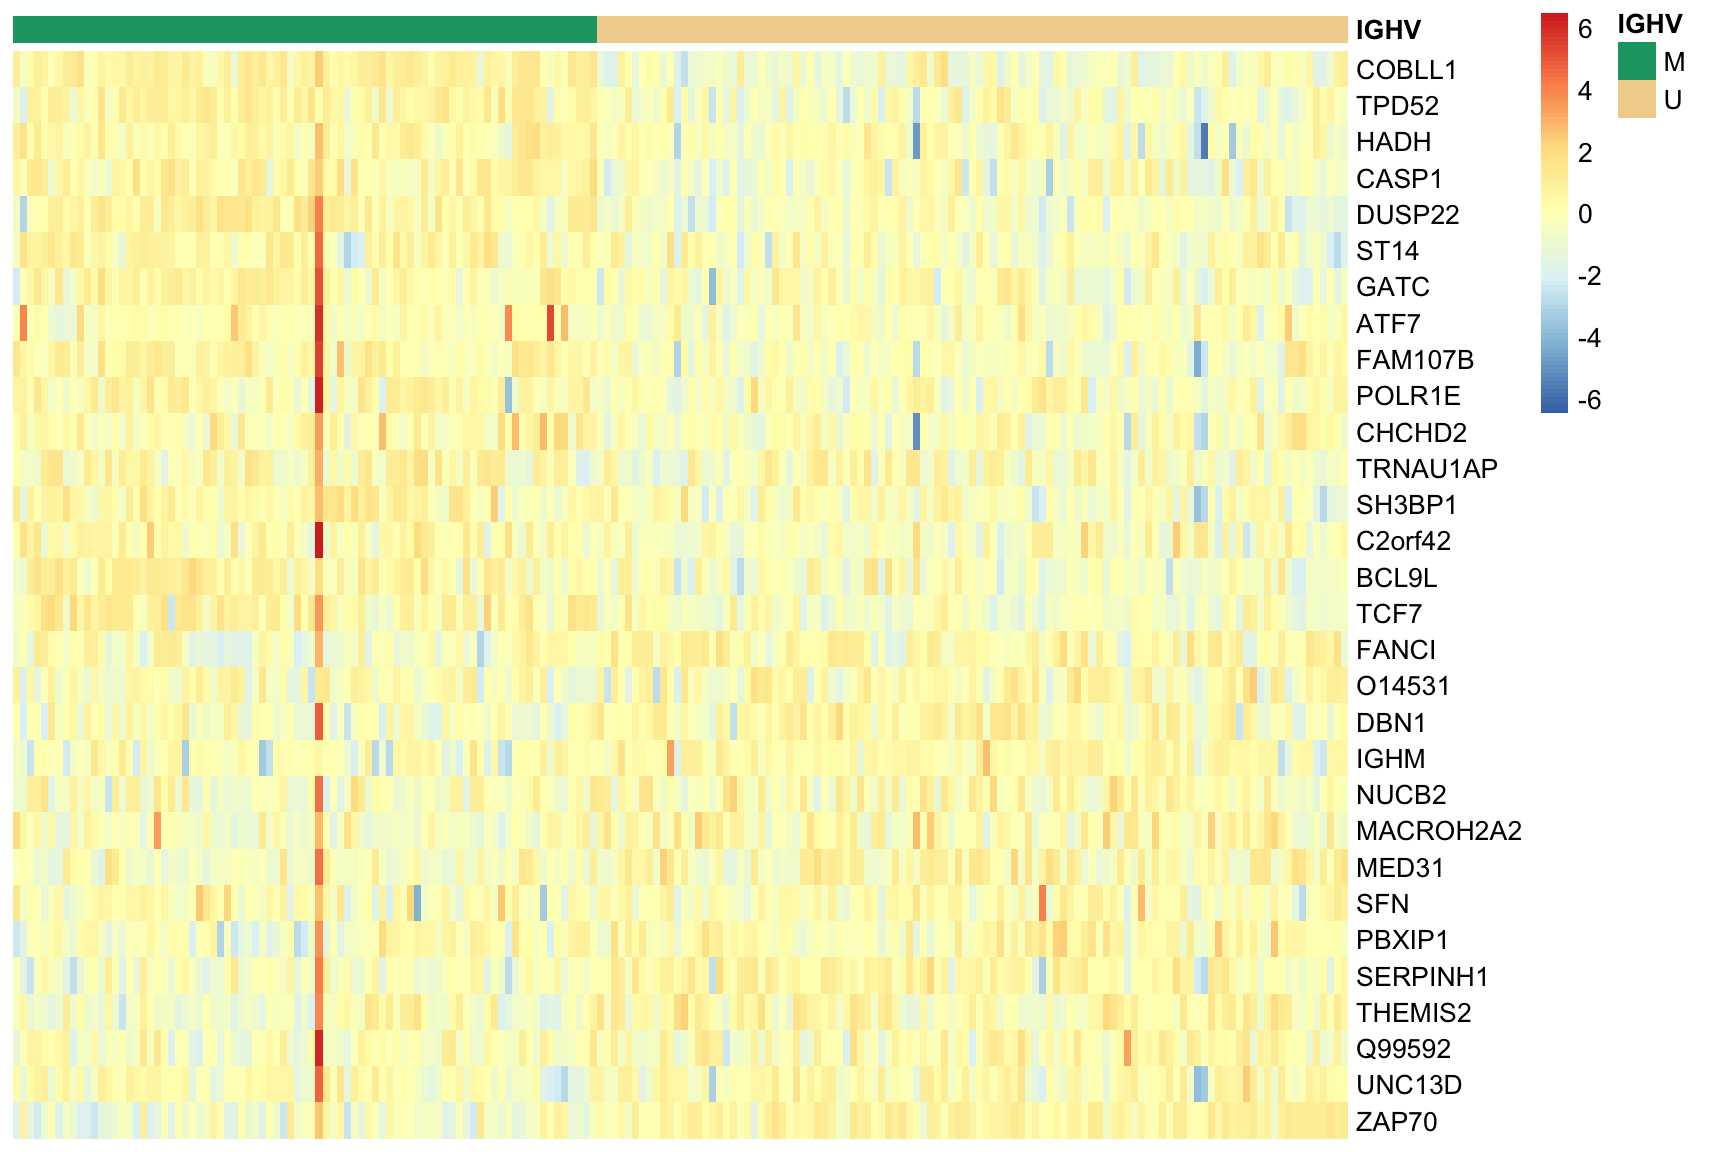 IGHV
COBLL1
TPD52
HADH
CASP1
DUSP22
ST14
GATC
ATF7
FAM107B
POLR1E
CHCHD2
TRNAU1AP
SH3BP1
C2orf42
BCL9L
TCF7
FANCI
O14531
DBN1
IGHM
NUCB2
MACROH2A2
MED31
SFN
PBXIP1
SERPINH1
THEMIS2
Q99592
UNC13D
ZAP70
6
4
2
0
-2
-4
-6
IGHV
M
U